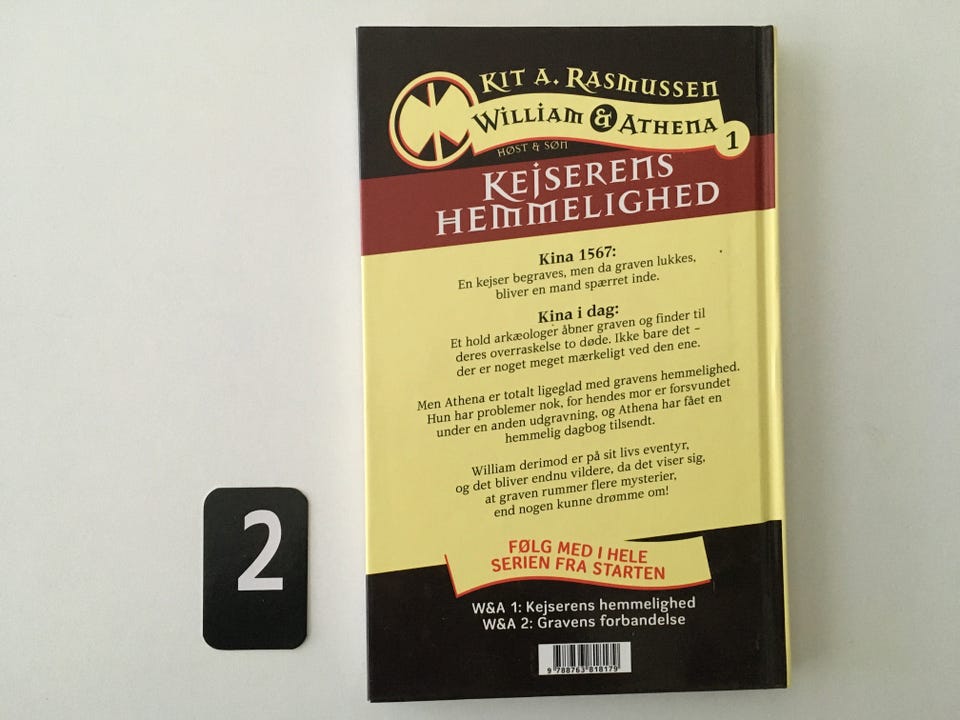 KIT A. RASMUSSEN
WILLIAM & ATHENA
1
HØST & SØN
KEJSERENS
HEMMELIGHED
Kina 1567:
En kejser begraves, men da graven lukkes,
bliver en mand spærret inde.
Kina i dag:
Et hold arkæologer åbner graven og finder til
deres overraskelse to døde. Ikke bare det –
der er noget meget mærkeligt ved den ene.
Men Athena er totalt ligeglad med gravens hemmelighed.
Hun har problemer nok, for hendes mor er forsvundet
under en anden udgravning, og Athena har fået en
hemmelig dagbog tilsendt.
William derimod er på sit livs eventyr,
og det bliver endnu vildere, da det viser sig,
at graven rummer flere mysterier,
end nogen kunne drømme om!
FØLG MED I HELE
SERIEN FRA STARTEN
W&A 1: Kejserens hemmelighed
W&A 2: Gravens forbandelse
9 788763 818179
2